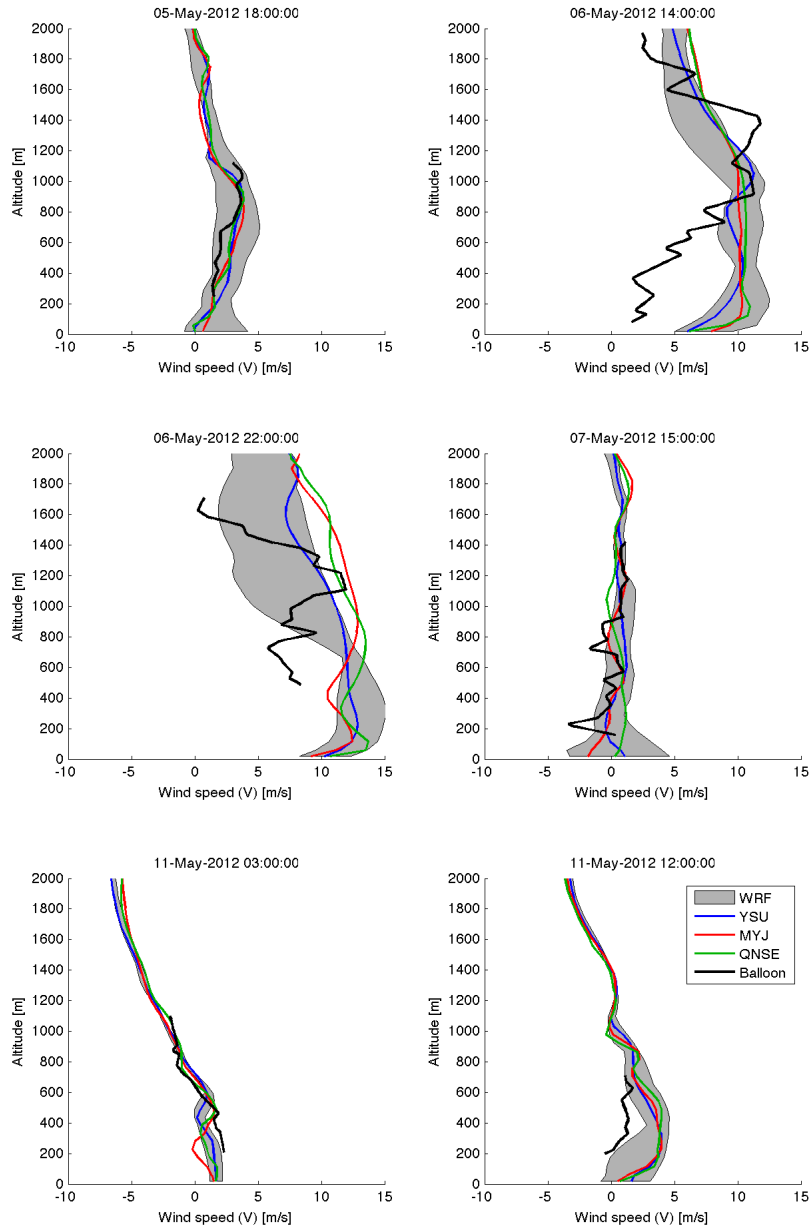 05-May-2012 18:00:00
2000
1800
1600
1400
1200
1000
800
600
400
200
0
Altitude [m]
-10 -5 0 5 10 15
Wind speed (V) [m/s]
06-May-2012 14:00:00
2000
1800
1600
1400
1200
1000
800
600
400
200
0
Altitude [m]
-10 -5 0 5 10 15
Wind speed (V) [m/s]
06-May-2012 22:00:00
2000
1800
1600
1400
1200
1000
800
600
400
200
0
Altitude [m]
-10 -5 0 5 10 15
Wind speed (V) [m/s]
07-May-2012 15:00:00
2000
1800
1600
1400
1200
1000
800
600
400
200
0
Altitude [m]
-10 -5 0 5 10 15
Wind speed (V) [m/s]
11-May-2012 03:00:00
2000
1800
1600
1400
1200
1000
800
600
400
200
0
Altitude [m]
-10 -5 0 5 10 15
Wind speed (V) [m/s]
11-May-2012 12:00:00
2000
1800
1600
1400
1200
1000
800
600
400
200
0
Altitude [m]
-10 -5 0 5 10 15
Wind speed (V) [m/s]
WRF
YSU
MYJ
QNSE
Balloon